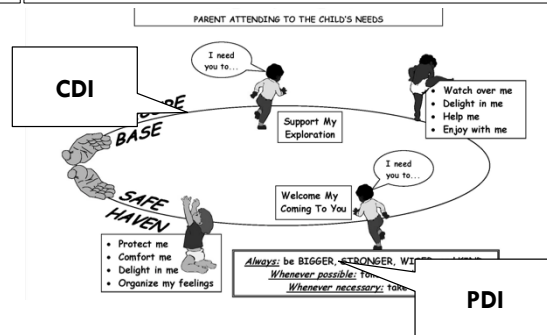 PARENT ATTENDING TO THE CHILD'S NEEDS
I need
you to...
CDI
BASE
Support My
Exploration
• Watch over me
• Delight in me
• Help me
• Enjoy with me
I need
you to...
SAFE
HAVEN
Welcome My
Coming To You
• Protect me
• Comfort me
• Delight in me
• Organize my feelings
Always: be BIGGER, STRONGER,
Whenever possible:
Whenever necessary: take
PDI